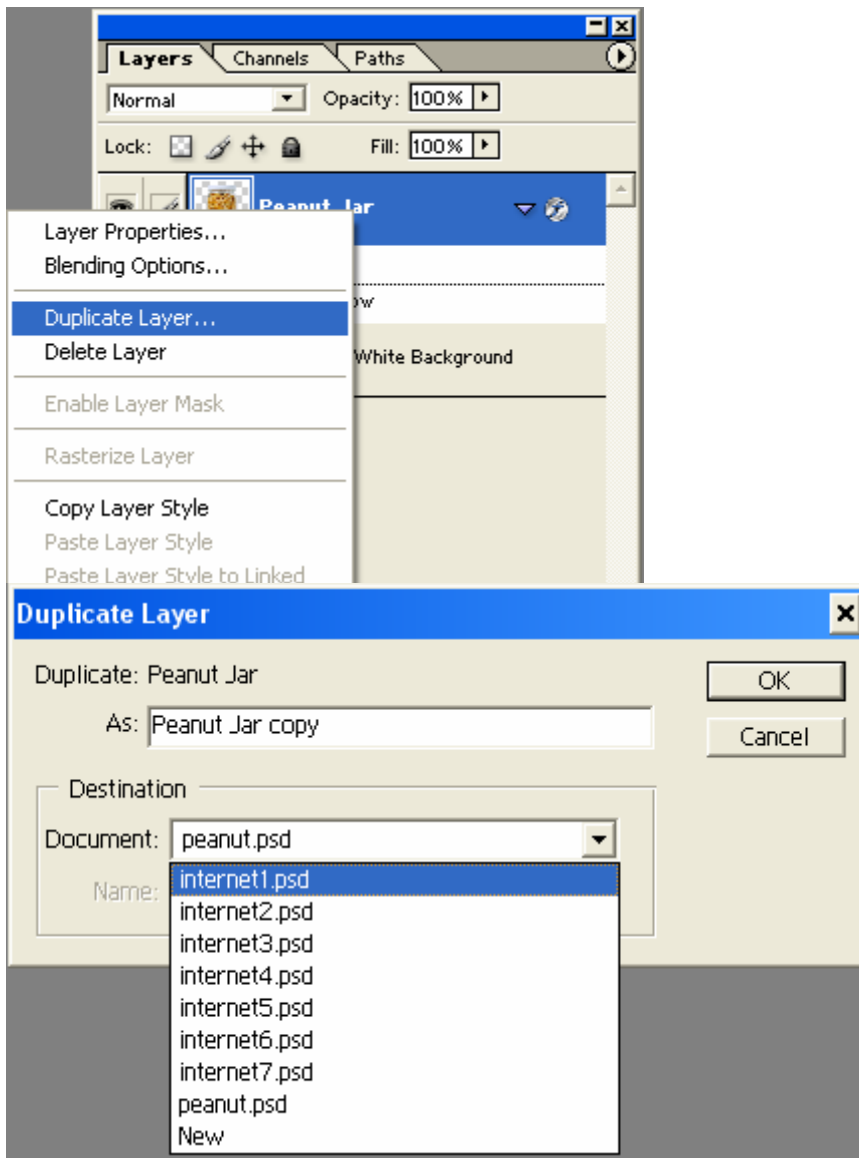 Layers Channels Paths
Normal Opacity: 100%
Lock: Fill: 100%
Peanut Jar
Layer Properties...
Blending Options...
Duplicate Layer...
Delete Layer
White Background
Enable Layer Mask
Rasterize Layer
Copy Layer Style
Paste Layer Style
Paste Layer Style to Linked
Duplicate Layer
Duplicate: Peanut Jar
OK
As: Peanut Jar copy
Cancel
Destination
Document: peanut.psd
Name:
internet1.psd
internet2.psd
internet3.psd
internet4.psd
internet5.psd
internet6.psd
internet7.psd
peanut.psd
New